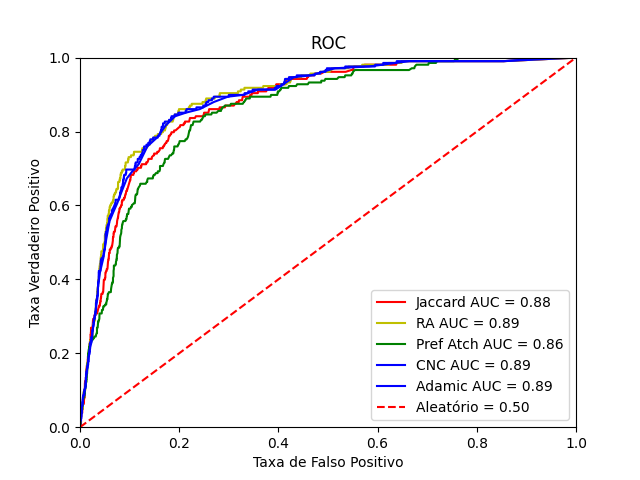 ROC
Taxa Verdadeiro Positivo
1.0
0.8
0.6
0.4
0.2
0.0
Jaccard AUC = 0.88
RA AUC = 0.89
Pref Atch AUC = 0.86
CNC AUC = 0.89
Adamic AUC = 0.89
Aleatório = 0.50
0.0 0.2 0.4 0.6 0.8 1.0
Taxa de Falso Positivo